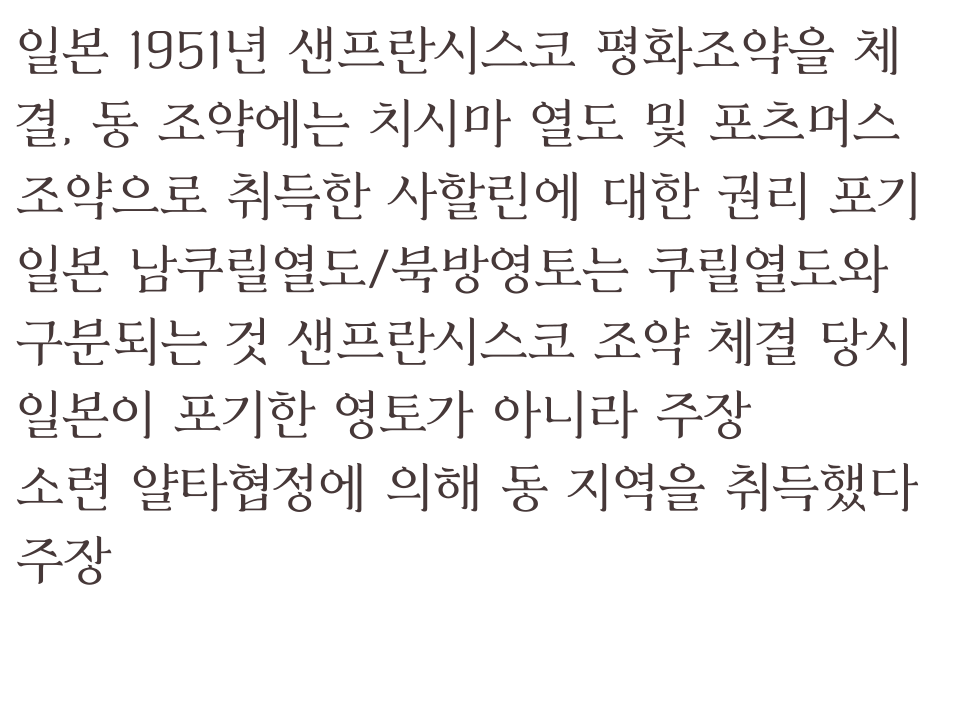 일본 1951년 샌프란시스코 평화조약을 체
결, 동 조약에는 치시마 열도 및 포츠머스
조약으로 취득한 사할린에 대한 권리 포기
일본 남쿠릴열도/북방영토는 쿠릴열도와
구분되는 것 샌프란시스코 조약 체결 당시
일본이 포기한 영토가 아니라 주장
소련 얄타협정에 의해 동 지역을 취득했다
주장